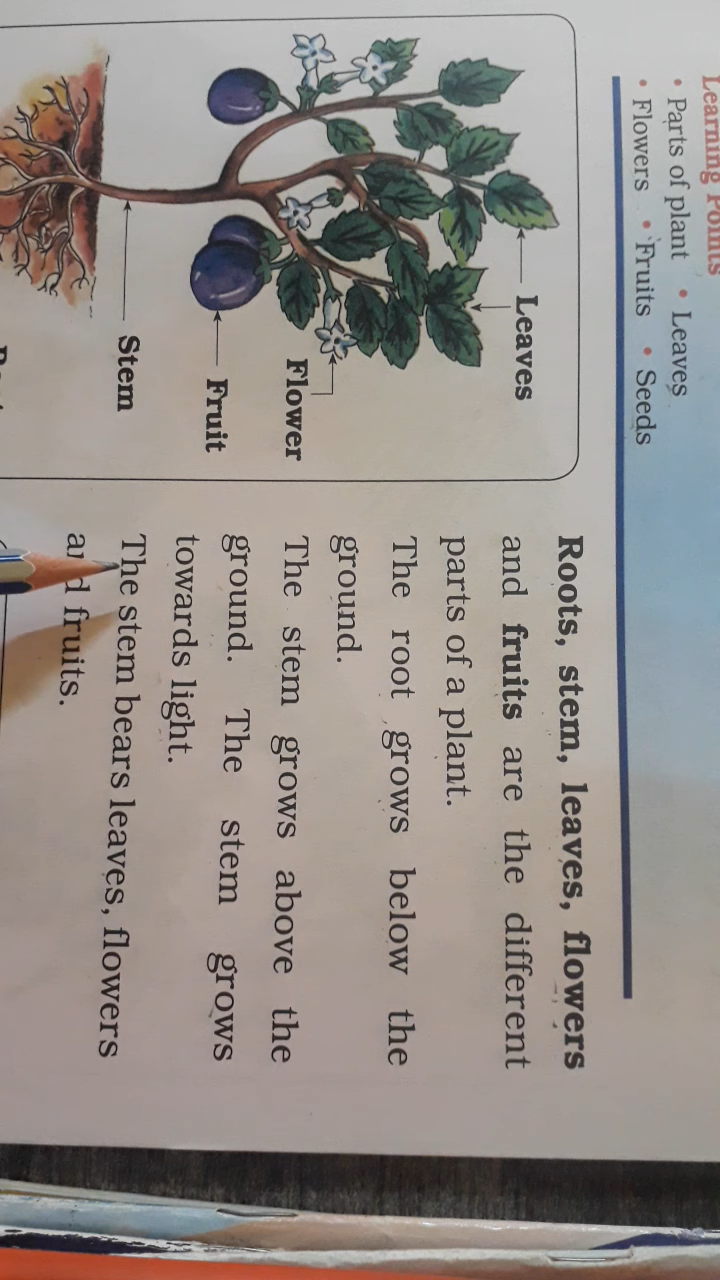 Learning Points
• Parts of plant • Leaves
• Flowers • Fruits • Seeds
Leaves
Flower
Fruit
Stem
Roots, stem, leaves, flowers
and fruits are the different
parts of a plant.
The root grows below the
ground.
The stem grows above the
ground. The stem grows
towards light.
The stem bears leaves, flowers
and fruits.